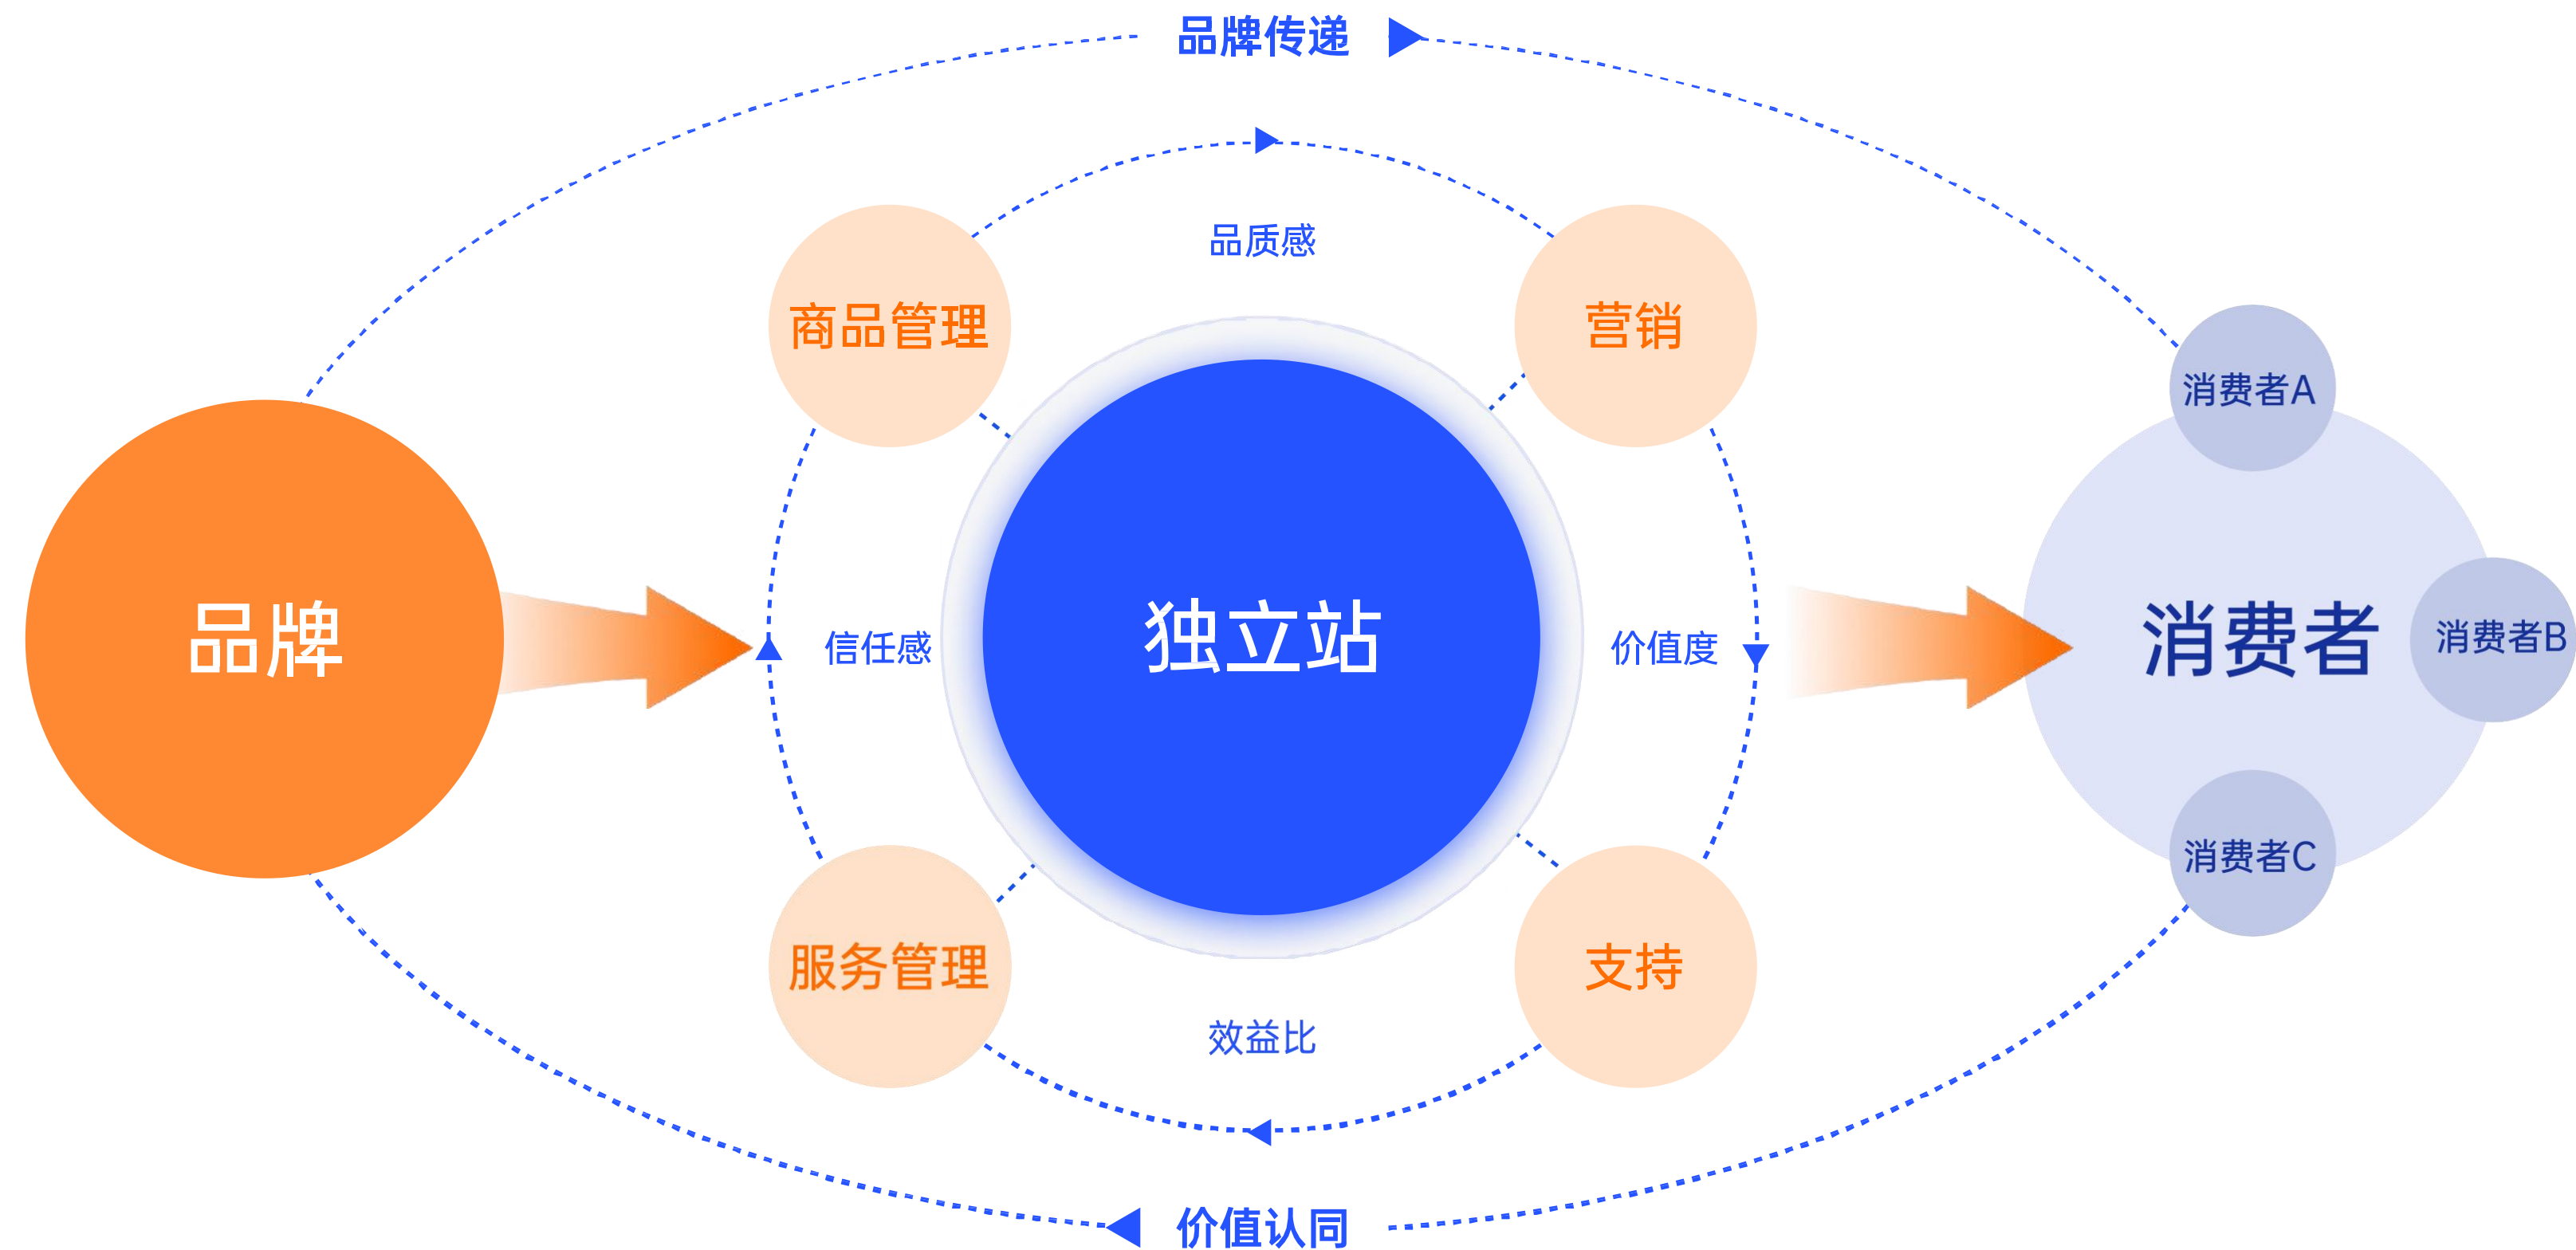 品牌传递
品质感
商品管理
营销
消费者A
品牌
信任感
独立站
价值度
消费者
消费者B
消费者C
服务管理
支持
效益比
价值认同